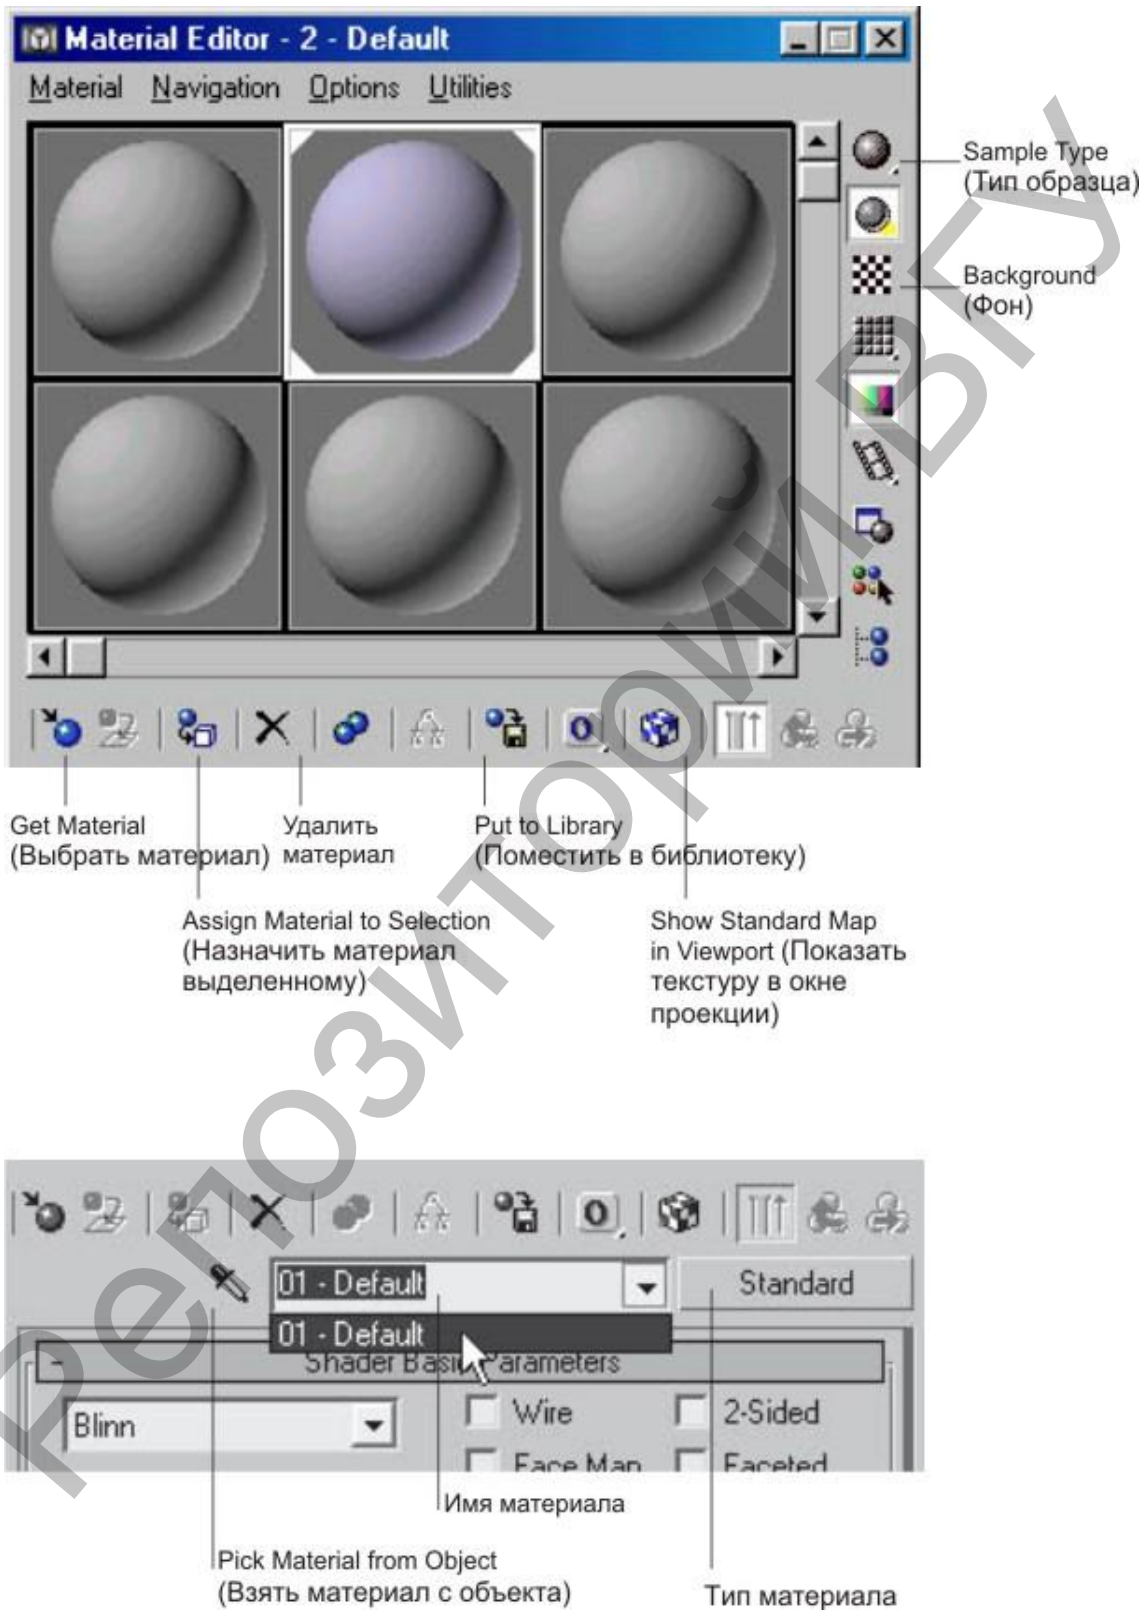 Material Editor - 2 - Default
Material Navigation Options Utilities
Sample Type
(Тип образца)
Background
(Фон)
Get Material
(Выбрать материал)
Удалить
материал
Put to Library
(Поместить в библиотеку)
Assign Material to Selection
(Назначить материал
выделенному)
Show Standard Map
in Viewport (Показать
текстуру в окне
проекции)
01 - Default
Standard
01 - Default
Shader Basic Parameters
Blinn
Wire
2-Sided
Face Map
Faceted
Имя материала
Pick Material from Object
(Взять материал с объекта)
Тип материала
Репозиторий ВГУ